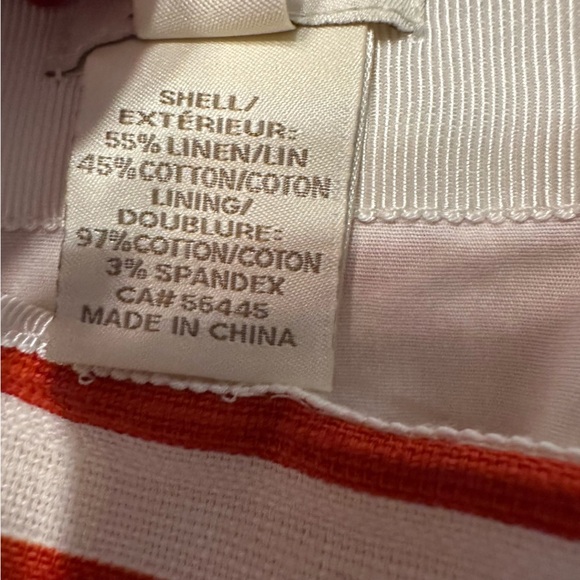 SHELL/
EXTÉRIEUR:
55% LINEN/LIN
45% COTTON/COTON
LINING/
DOUBLURE:
97% COTTON/COTON
3% SPANDEX
CA# 56445
MADE IN CHINA